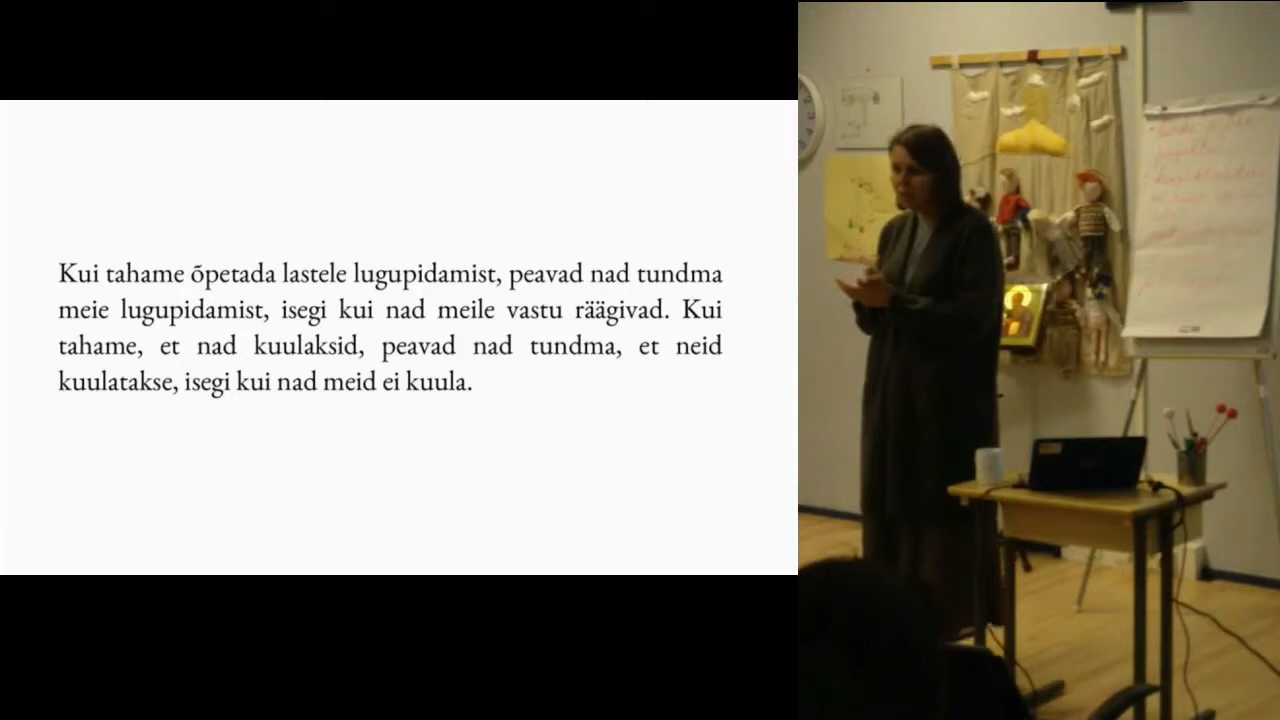 Kui tahame õpetada lastele lugupidamist, peavad nad tundma
meie lugupidamist, isegi kui nad meile vastu räägivad. Kui
tahame, et nad kuulaksid, peavad nad tundma, et neid
kuulatakse, isegi kui nad meid ei kuula.